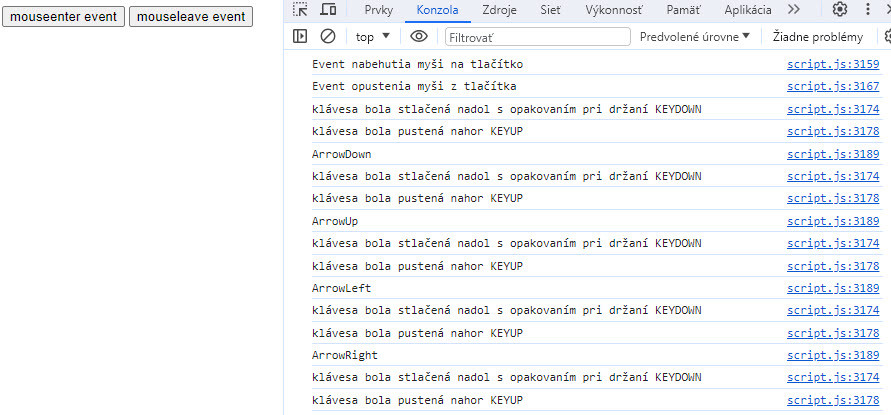 mouseenter event mouseleave event
Prvky Konzola Zdroje Sieť Výkonnosť Pamäť Aplikácia
top Filtrovať Predvolené úrovne Žiadne problémy
Event nabehutia myši na tlačítko script.js:3159
Event opustenia myši z tlačítka script.js:3167
klávesa bola stlačená nadol s opakovaním pri držaní KEYDOWN script.js:3174
klávesa bola pustená nahor KEYUP script.js:3178
ArrowDown script.js:3189
klávesa bola stlačená nadol s opakovaním pri držaní KEYDOWN script.js:3174
klávesa bola pustená nahor KEYUP script.js:3178
ArrowUp script.js:3189
klávesa bola stlačená nadol s opakovaním pri držaní KEYDOWN script.js:3174
klávesa bola pustená nahor KEYUP script.js:3178
ArrowLeft script.js:3189
klávesa bola stlačená nadol s opakovaním pri držaní KEYDOWN script.js:3174
klávesa bola pustená nahor KEYUP script.js:3178
ArrowRight script.js:3189
klávesa bola stlačená nadol s opakovaním pri držaní KEYDOWN script.js:3174
klávesa bola pustená nahor KEYUP script.js:3178